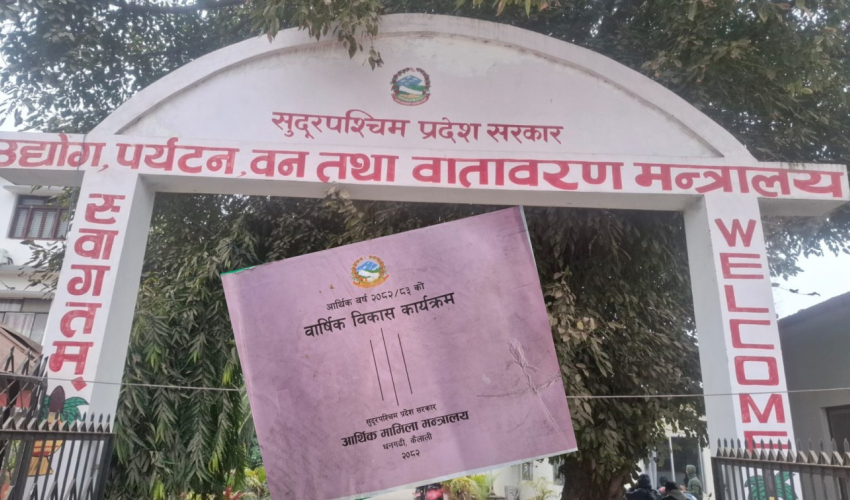 सुदूरपश्चिम प्रदेश सरकार
उद्योग, पर्यटन, वन तथा वातावरण मन्त्रालय
स्वागतम्
WELCOME
आर्थिक वर्ष २०८२/८३ को
वार्षिक विकास कार्यक्रम
सुदूरपश्चिम प्रदेश सरकार
आर्थिक मामिला मन्त्रालय
धनगढी, कैलाली
२०८२